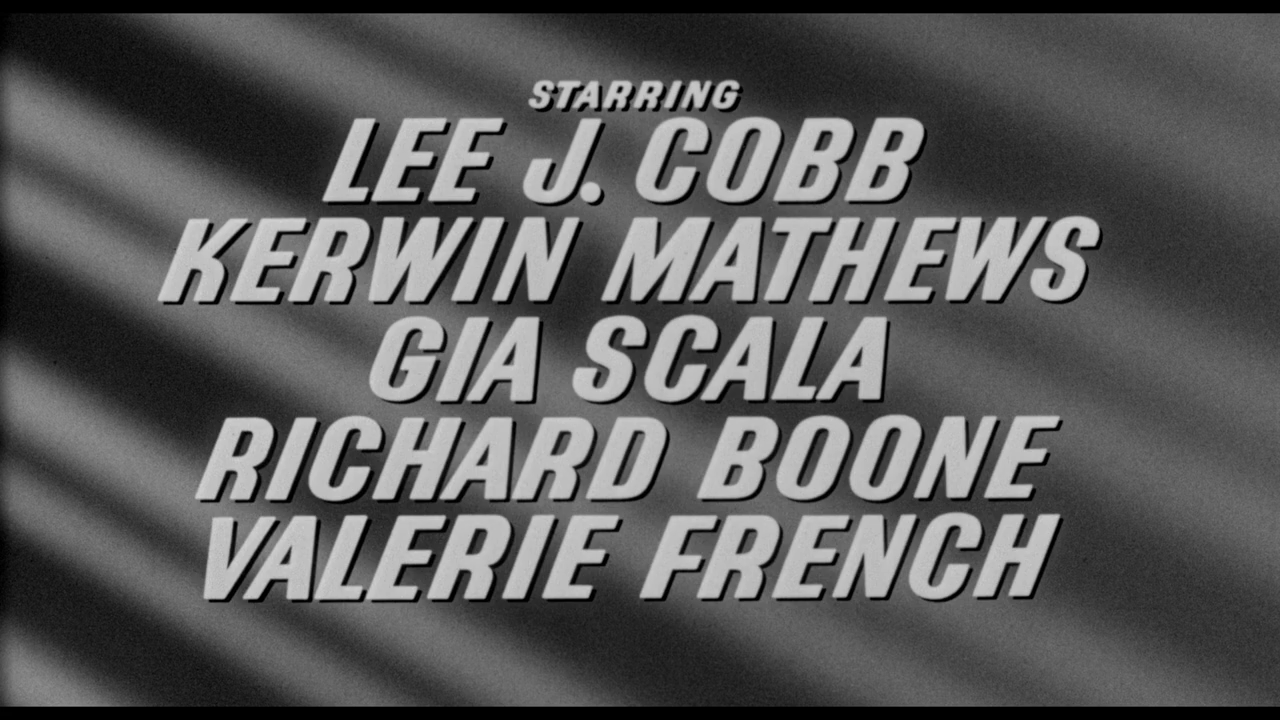 STARRING
LEE J. COBB
KERWIN MATHEWS
GIA SCALA
RICHARD BOONE
VALERIE FRENCH